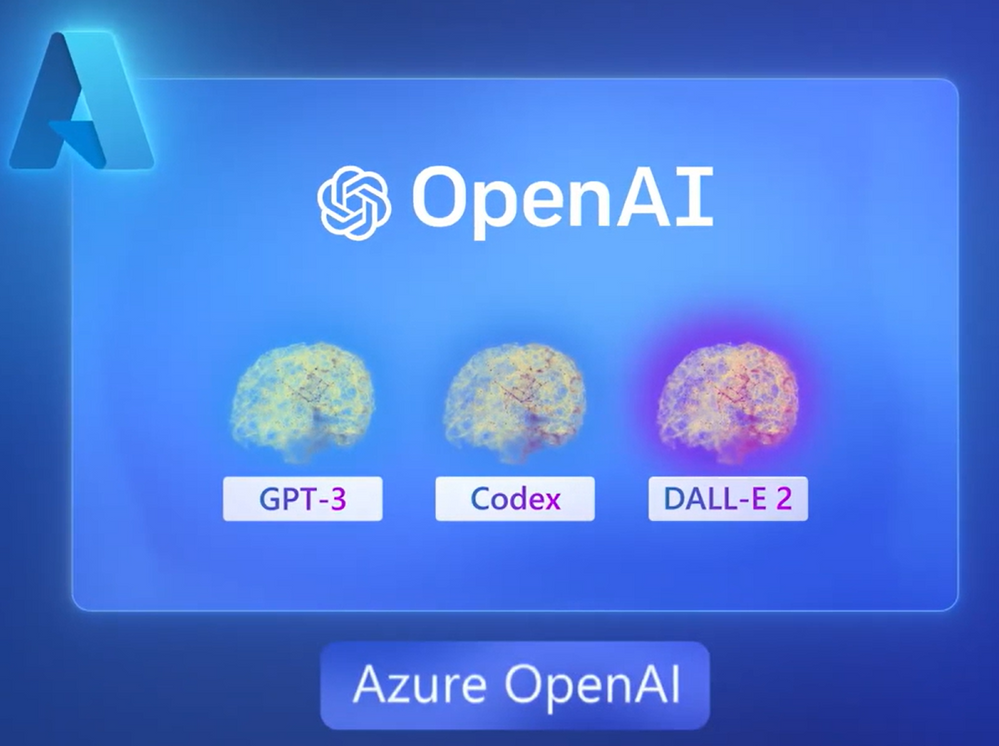 OpenAI
GPT-3
Codex
DALL-E 2
Azure OpenAI